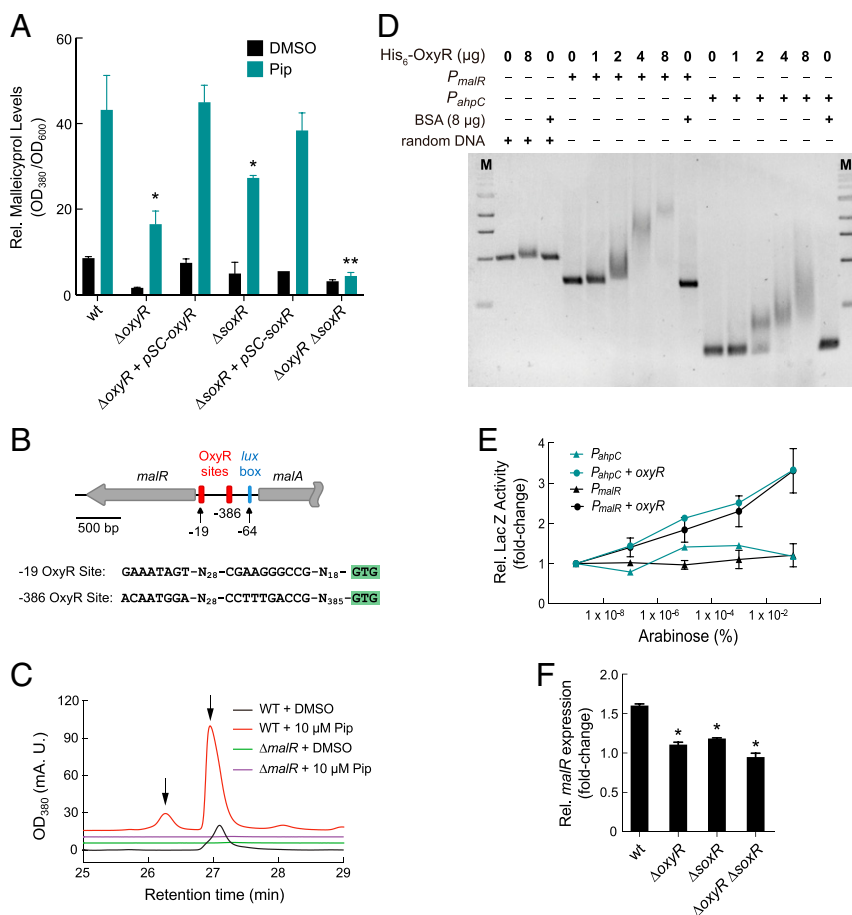 A
Rel. Malleicyprol Levels
(OD380/OD600)
60
40
20
0
DMSO
Pip
*
*
**
wt
ΔoxyR
ΔoxyR + pSC-oxyR
ΔsoxR
ΔsoxR + pSC-soxR
ΔoxyR ΔsoxR
B
malR
OxyR
sites
lux
box
malA
500 bp
-19
-386
-64
-19 OxyR Site: GAAATAGT-N28-CGAAGGGCCG-N18-GTG
-386 OxyR Site: ACAATGGA-N28-CCTTTGACCG-N385-GTG
C
OD380 (mA. U.)
120
90
60
30
0
WT + DMSO
WT + 10 μM Pip
ΔmalR + DMSO
ΔmalR + 10 μM Pip
25 26 27 28 29
Retention time (min)
D
His6-OxyR (μg) 0 8 0 0 1 2 4 8 0 0 1 2 4 8 0
PmalR – – – + + + + + + – – – – – –
PahpC – – – – – – – – – + + + + + +
BSA (8 μg) – – + – – – – – + – – – – – +
random DNA + + + – – – – – – – – – – – –
M M
E
Rel. LacZ Activity
(fold-change)
4
3
2
1
0
PahpC
PahpC + oxyR
PmalR
PmalR + oxyR
1 x 10-8 1 x 10-6 1 x 10-4 1 x 10-2
Arabinose (%)
F
Rel. malR expression
(fold-change)
2.0
1.5
1.0
0.5
0
*
*
*
wt
ΔoxyR
ΔsoxR
ΔoxyR ΔsoxR